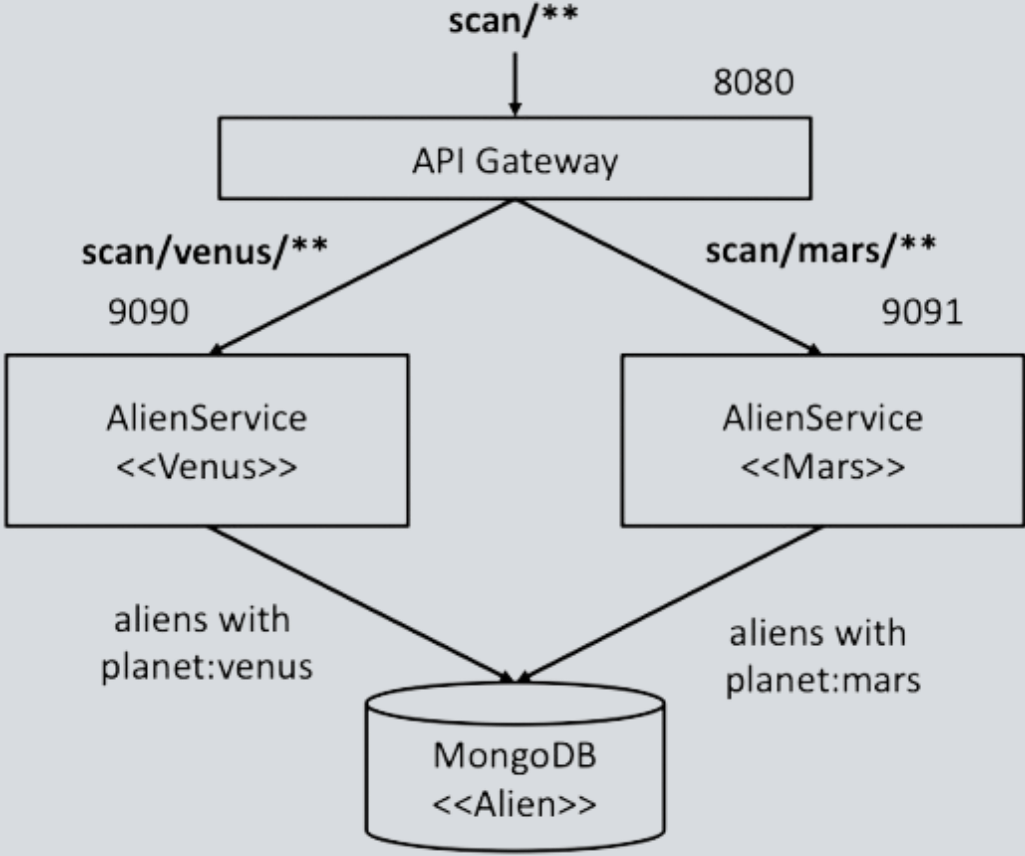 scan/**
8080
API Gateway
scan/venus/**
scan/mars/**
9090
9091
AlienService
<<Venus>>
AlienService
<<Mars>>
aliens with
planet:venus
aliens with
planet:mars
MongoDB
<<Alien>>